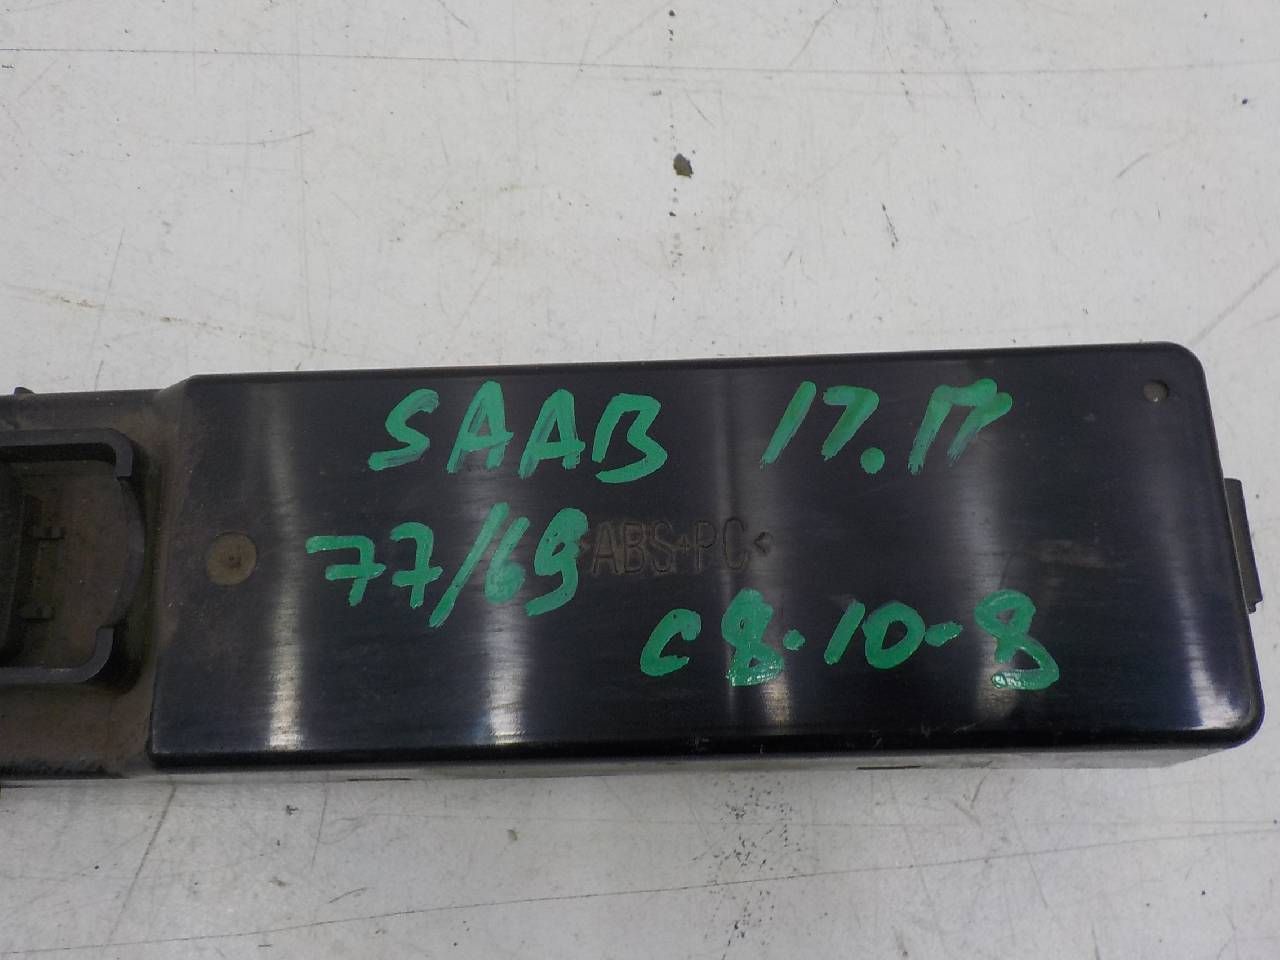 SAAB 17.17
77/69 >ABS+PC<
C8-10-8